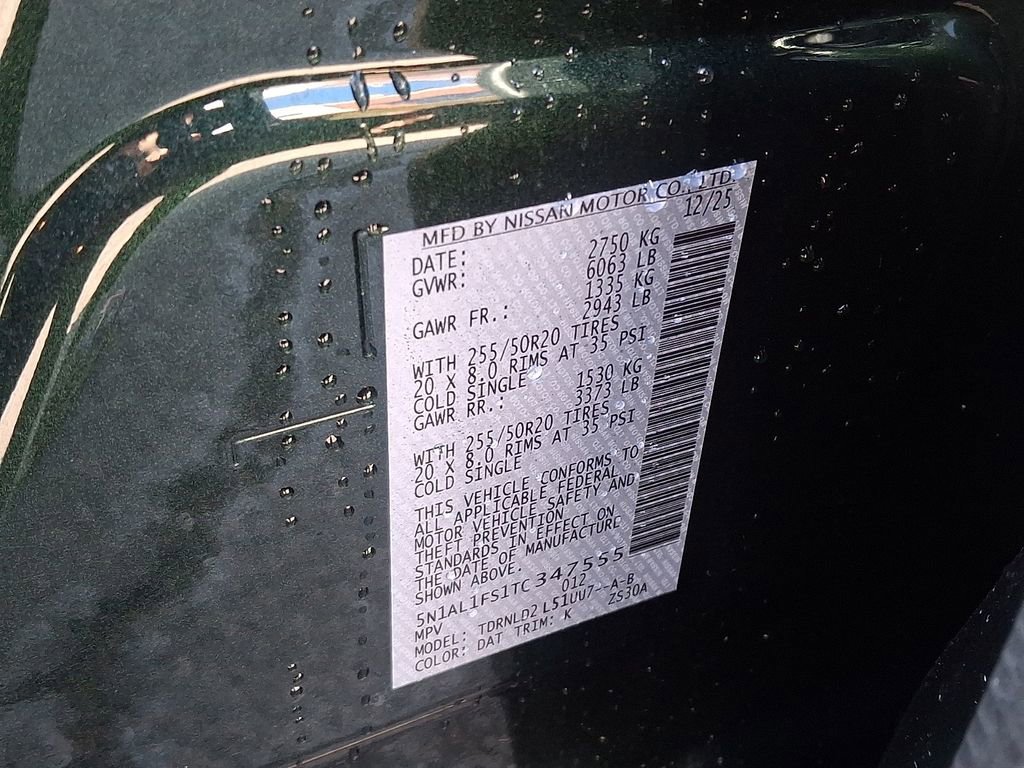 MFD BY NISSAN MOTOR CO., LTD.
DATE: 12/25
GVWR: 2750 KG
6063 LB
GAWR FR.: 1335 KG
2943 LB
WITH 255/50R20 TIRES
20 X 8.0 RIMS AT 35 PSI
COLD SINGLE
GAWR RR.: 1530 KG
3373 LB
WITH 255/50R20 TIRES
20 X 8.0 RIMS AT 35 PSI
COLD SINGLE
THIS VEHICLE CONFORMS TO
ALL APPLICABLE FEDERAL
MOTOR VEHICLE SAFETY AND
THEFT PREVENTION
STANDARDS IN EFFECT ON
THE DATE OF MANUFACTURE
SHOWN ABOVE.
5N1AL1FS1TC347555
MPV 012
MODEL: TDRNLD2 L51UU7--A-B
COLOR: DAT TRIM: K ZS30A